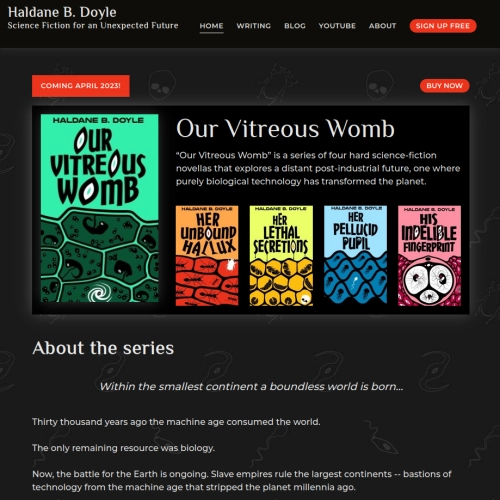 Haldane B. Doyle
Science Fiction for an Unexpected Future
HOME WRITING BLOG YOUTUBE ABOUT SIGN UP FREE
COMING APRIL 2023!
BUY NOW
HALDANE B. DOYLE
OUR
VITREOUS
WOMB
Our Vitreous Womb
“Our Vitreous Womb” is a series of four hard science-fiction
novellas that explores a distant post-industrial future, one where
purely biological technology has transformed the planet.
HALDANE B. DOYLE
HER
UNBOUND
HALLUX
HALDANE B. DOYLE
HER
LETHAL
SECRETIONS
HALDANE B. DOYLE
HER
PELLUCID
PUPIL
HALDANE B. DOYLE
HIS
INDELIBLE
FINGERPRINT
About the series
Within the smallest continent a boundless world is born...
Thirty thousand years ago the machine age consumed the world.
The only remaining resource was biology.
Now, the battle for the Earth is ongoing. Slave empires rule the largest continents -- bastions of
technology from the machine age that stripped the planet millennia ago.